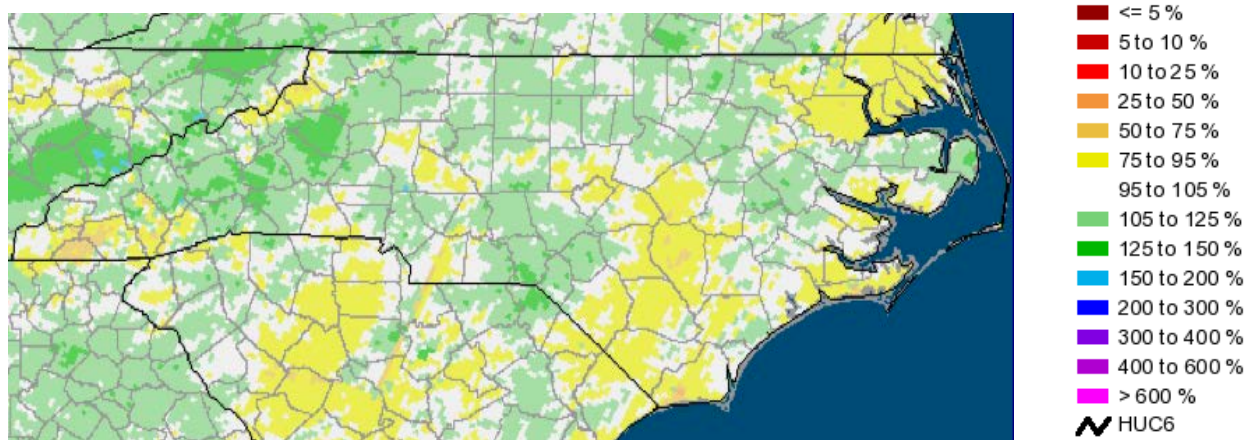 <= 5 %
5 to 10 %
10 to 25 %
25 to 50 %
50 to 75 %
75 to 95 %
95 to 105 %
105 to 125 %
125 to 150 %
150 to 200 %
200 to 300 %
300 to 400 %
400 to 600 %
> 600 %
HUC6